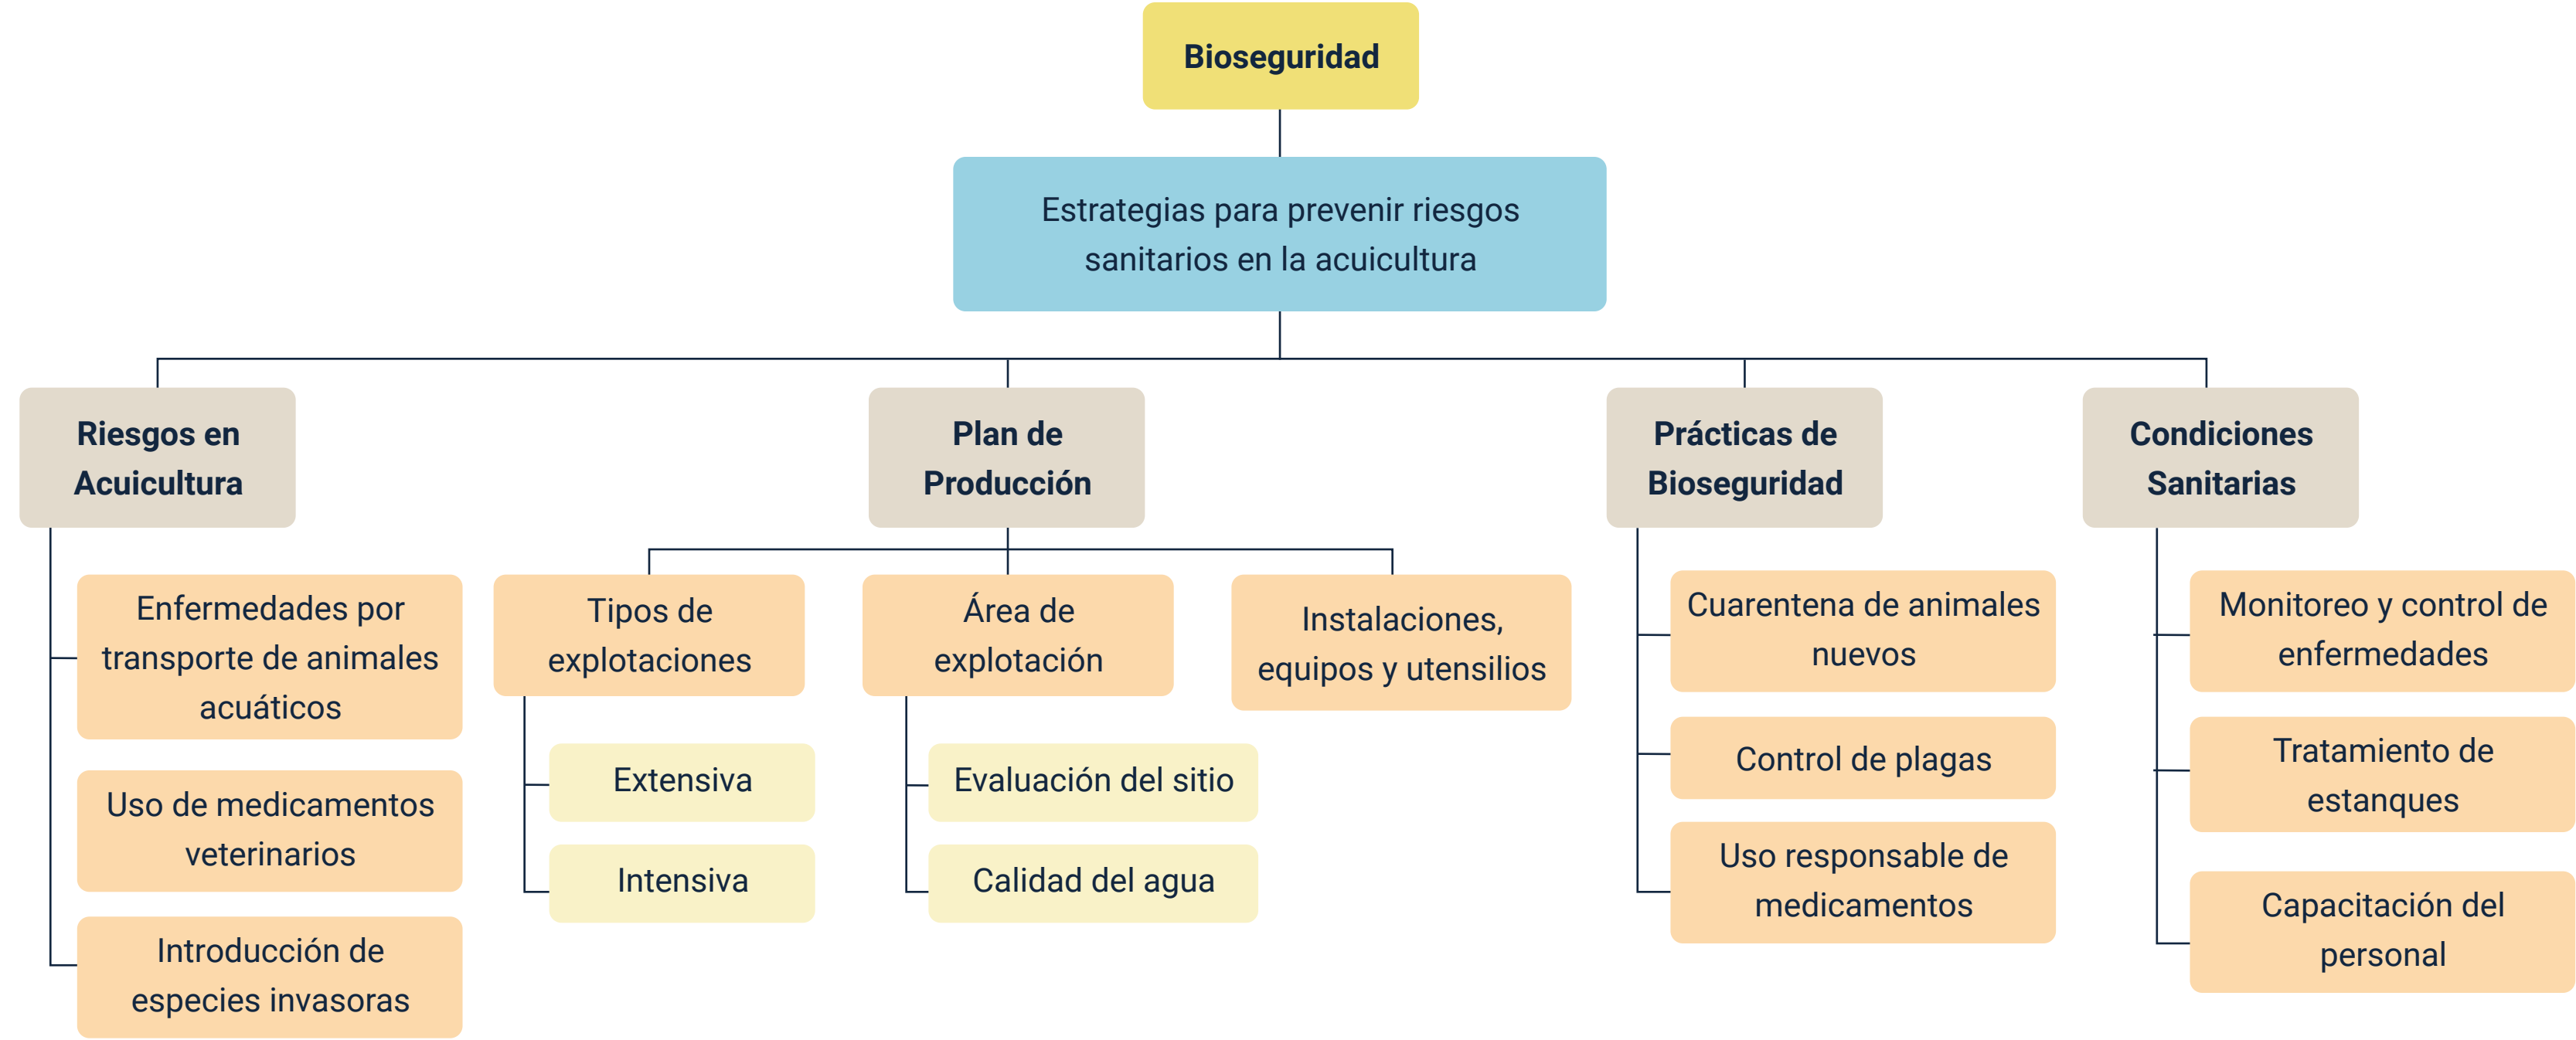 Bioseguridad
Estrategias para prevenir riesgos
sanitarios en la acuicultura
Riesgos en
Acuicultura
Enfermedades por
transporte de animales
acuáticos
Uso de medicamentos
veterinarios
Introducción de
especies invasoras
Plan de
Producción
Tipos de
explotaciones
Extensiva
Intensiva
Área de
explotación
Evaluación del sitio
Calidad del agua
Instalaciones,
equipos y utensilios
Prácticas de
Bioseguridad
Cuarentena de animales
nuevos
Control de plagas
Uso responsable de
medicamentos
Condiciones
Sanitarias
Monitoreo y control de
enfermedades
Tratamiento de
estanques
Capacitación del
personal